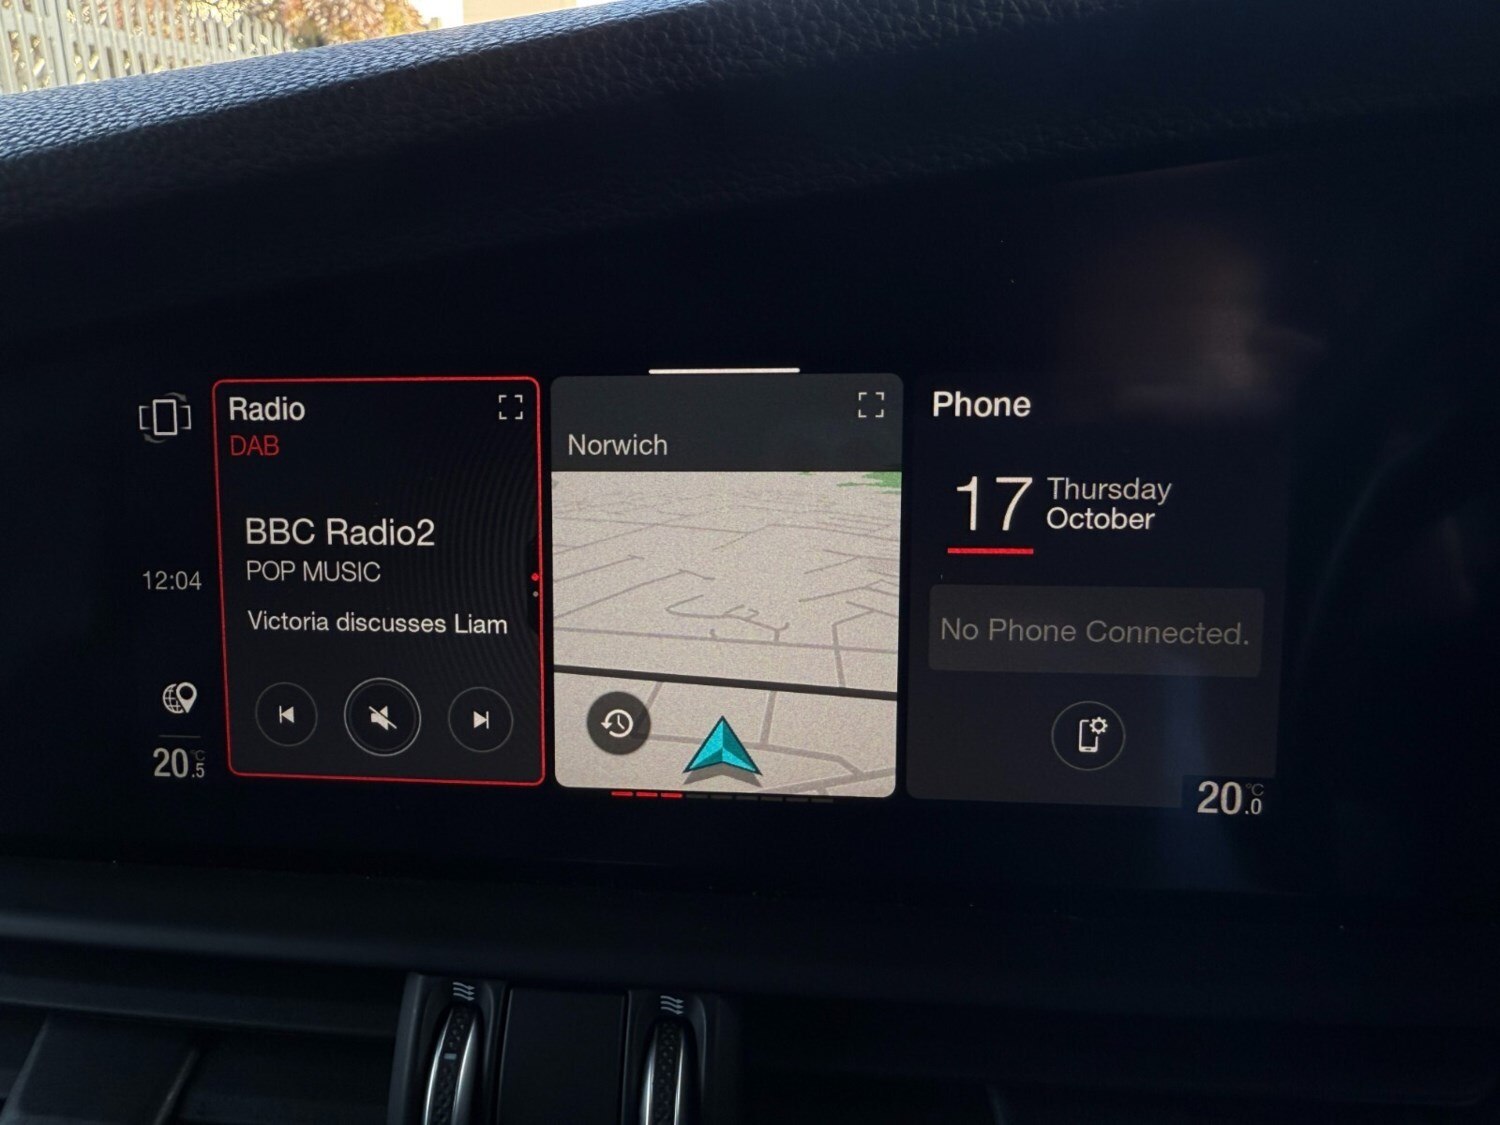 Radio
DAB
BBC Radio2
POP MUSIC
Victoria discusses Liam
12:04
20.5°C
Norwich
Phone
17
Thursday
October
No Phone Connected.
20.0°C